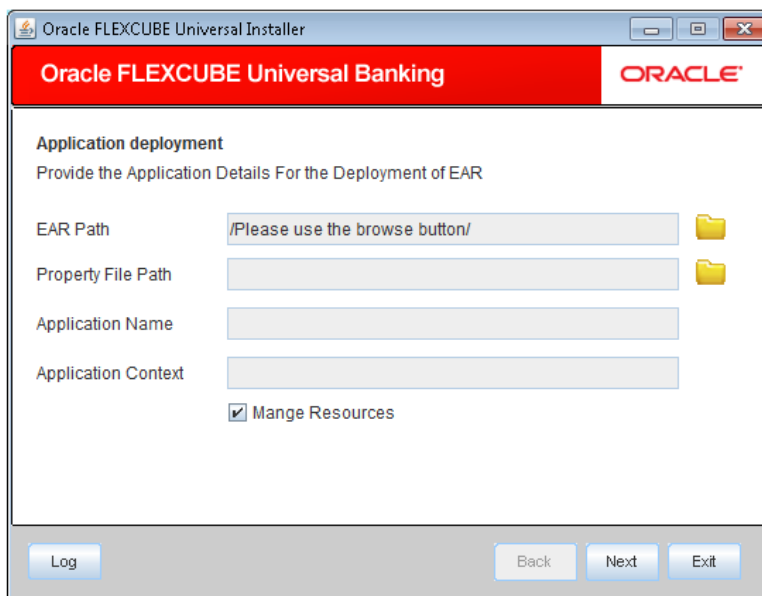 Oracle FLEXCUBE Universal Installer
Oracle FLEXCUBE Universal Banking
ORACLE
Application deployment
Provide the Application Details For the Deployment of EAR
EAR Path /Please use the browse button/
Property File Path
Application Name
Application Context
Mange Resources
Log Back Next Exit